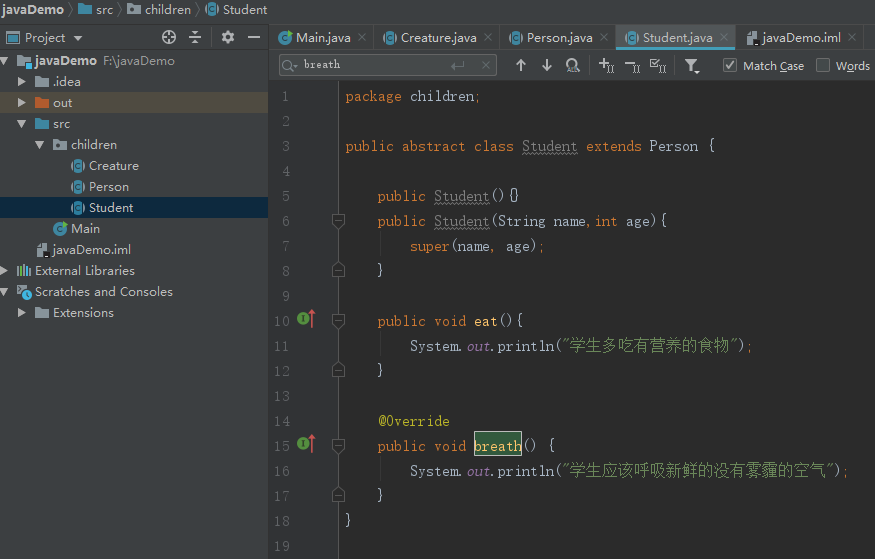 javaDemo src children Student
Project
Main.java Creature.java Person.java Student.java javaDemo.iml
breath Match Case Words
javaDemo F:\javaDemo
.idea
out
src
children
Creature
Person
Student
Main
javaDemo.iml
External Libraries
Scratches and Consoles
Extensions
1 package children;
2
3 public abstract class Student extends Person {
4
5 public Student(){}
6 public Student(String name,int age){
7 super(name, age);
8 }
9
10 public void eat(){
11 System.out.println("学生多吃有营养的食物");
12 }
13
14 @Override
15 public void breath() {
16 System.out.println("学生应该呼吸新鲜的没有雾霾的空气");
17 }
18 }
19